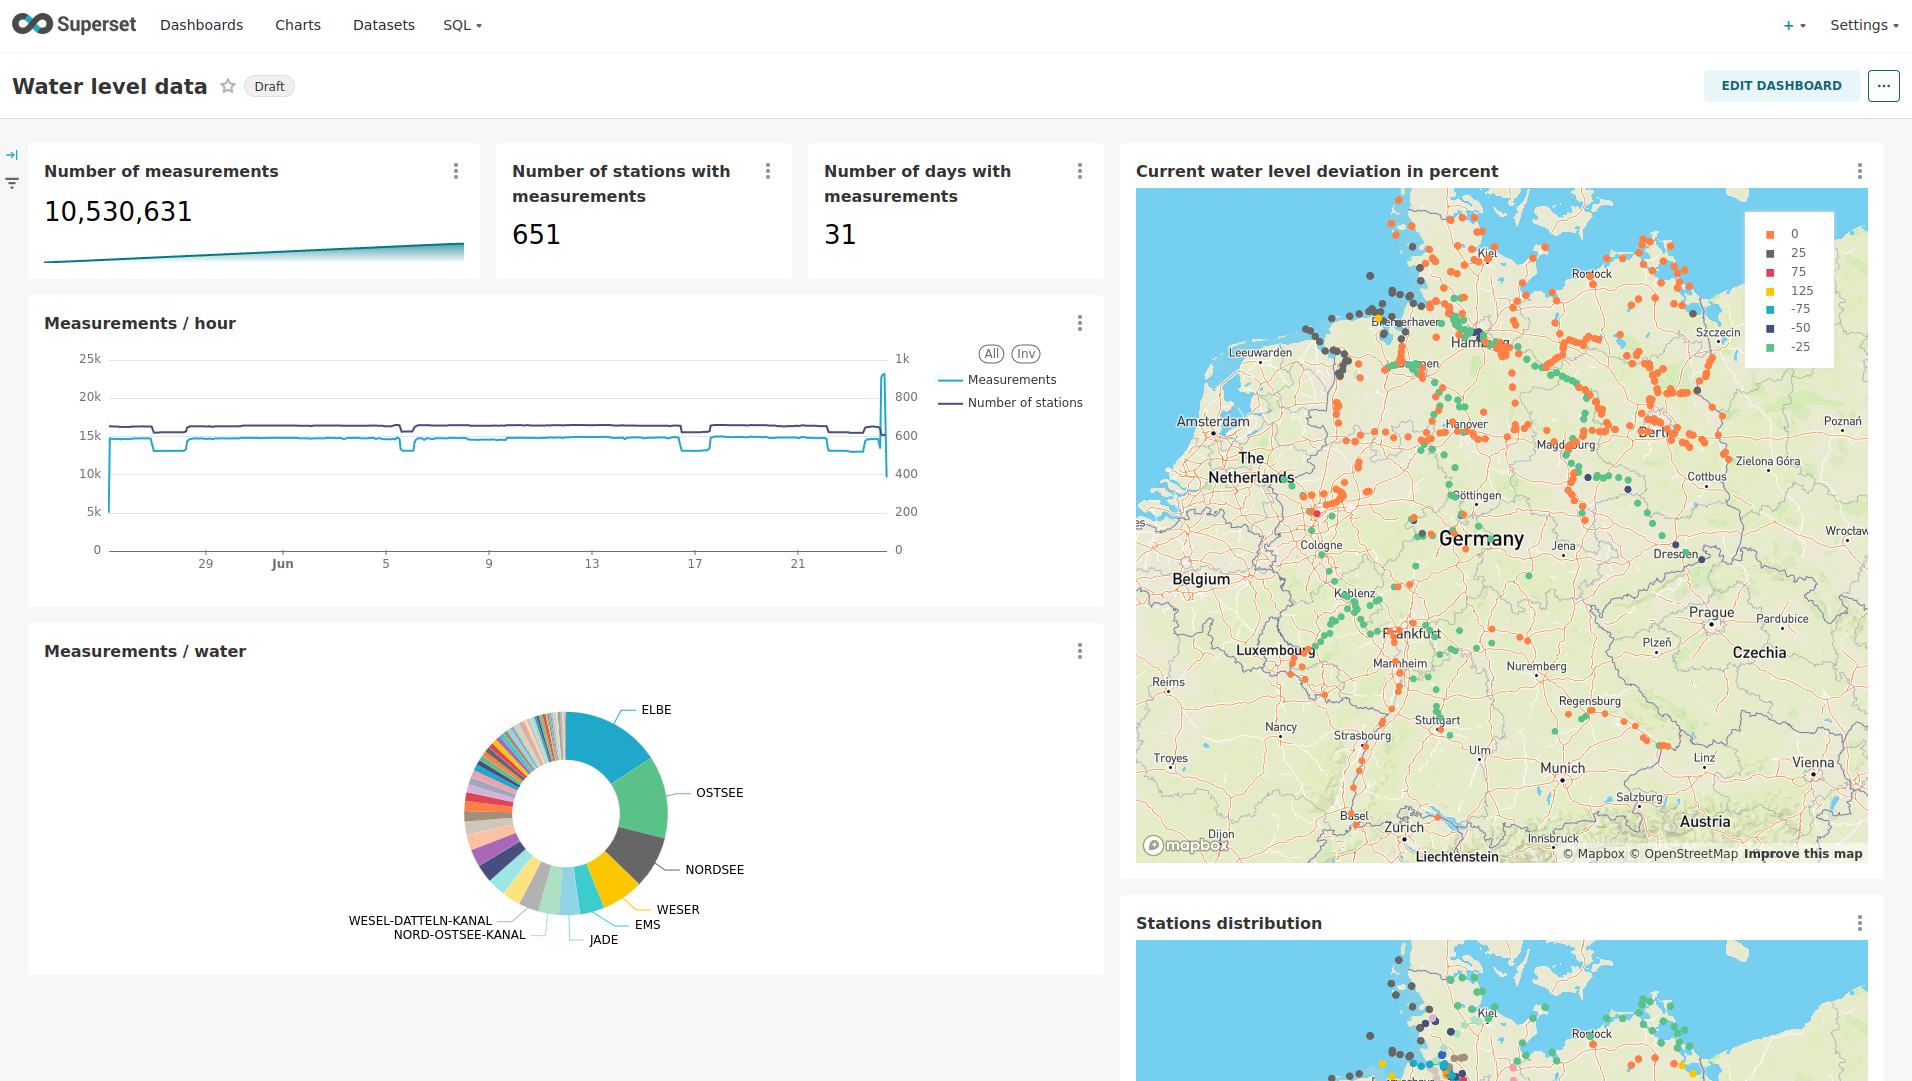 Superset
Dashboards
Charts
Datasets
SQL
+
Settings
Water level data
Draft
EDIT DASHBOARD
...
Number of measurements
10,530,631
Number of stations with
measurements
651
Number of days with
measurements
31
Measurements / hour
All
Inv
Measurements
Number of stations
25k
20k
15k
10k
5k
0
1k
800
600
400
200
0
29
Jun
5
9
13
17
21
Measurements / water
ELBE
OSTSEE
NORDSEE
WESER
EMS
JADE
NORD-OSTSEE-KANAL
WESEL-DATTELN-KANAL
Current water level deviation in percent
0
25
75
125
-75
-50
-25
Kiel
Rostock
Bremerhaven
Szczecin
Leeuwarden
Amsterdam
Hanover
Poznań
The
Netherlands
Magdeburg
Zielona Góra
Cottbus
Göttingen
Wrocław
Cologne
Germany
Jena
Dresden
Belgium
Koblenz
Prague
Pardubice
Frankfurt
Luxembourg
Plzeň
Czechia
Mannheim
Nuremberg
Reims
Regensburg
Nancy
Stuttgart
Strasbourg
Troyes
Ulm
Linz
Vienna
Munich
Salzburg
Basel
Zurich
Austria
Dijon
Innsbruck
Liechtenstein
mapbox
© Mapbox © OpenStreetMap Improve this map
Stations distribution
Kiel
Rostock